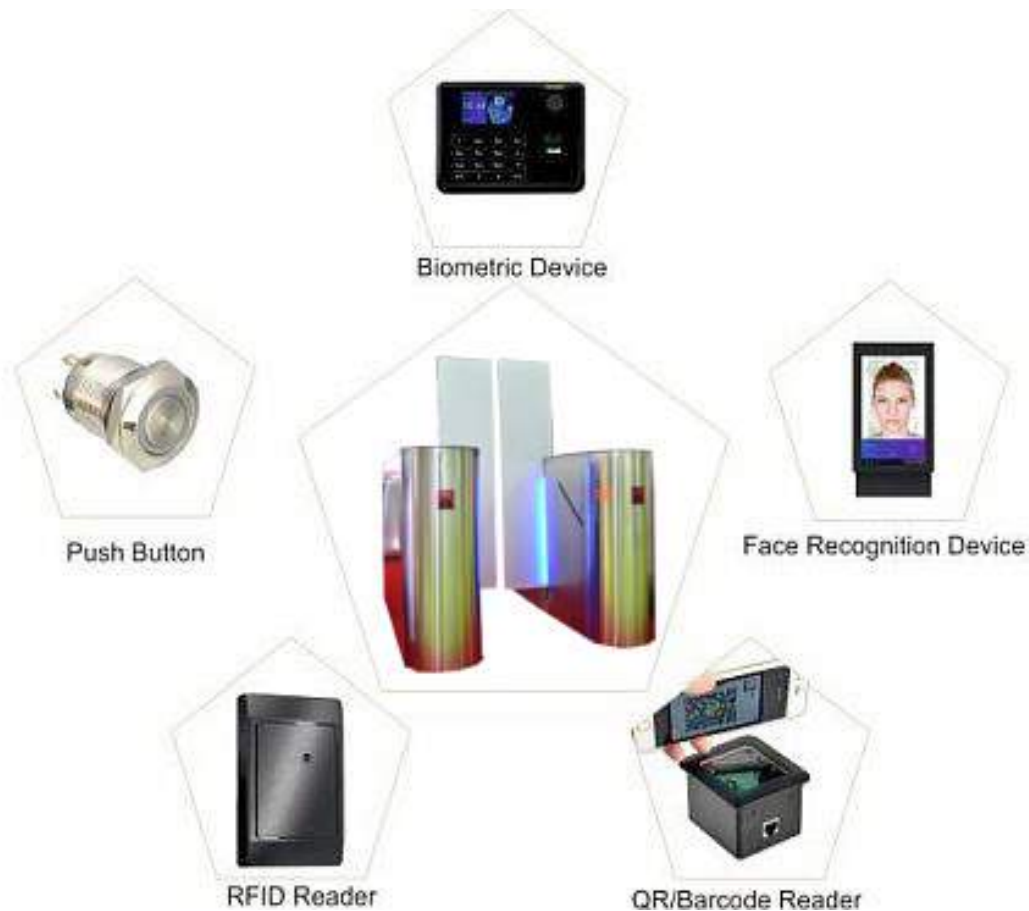 Biometric Device
Push Button
Face Recognition Device
RFID Reader
QR/Barcode Reader